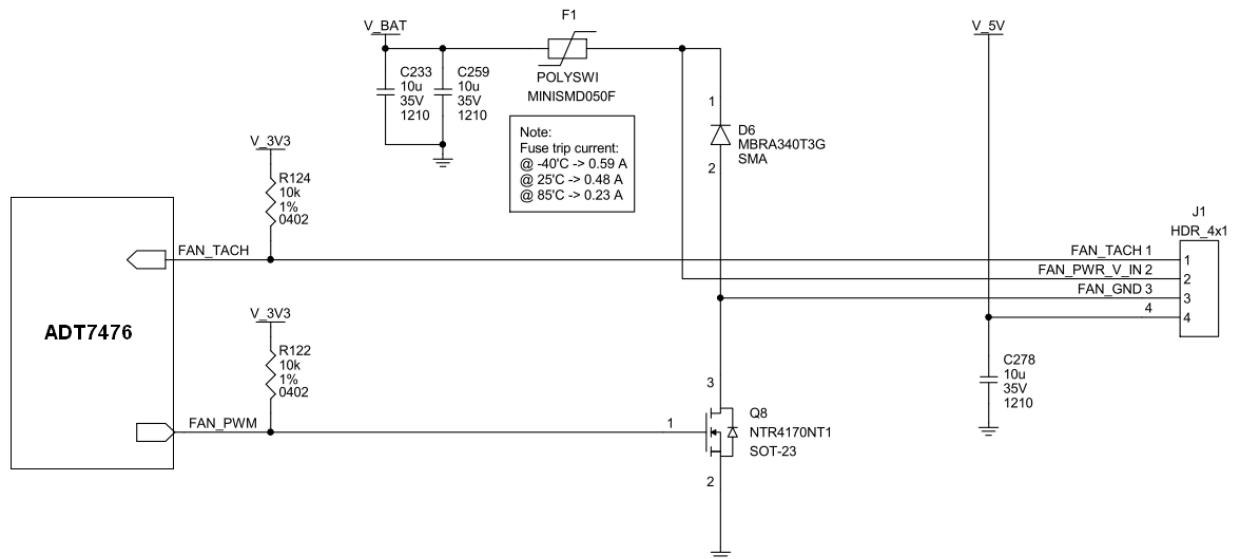 F1
V_BAT
V_5V
C233
10u
35V
1210
C259
10u
35V
1210
POLYSWI
MINISMD050F
Note:
Fuse trip current:
@ -40'C -> 0.59 A
@ 25'C -> 0.48 A
@ 85'C -> 0.23 A
1
D6
MBRA340T3G
SMA
2
V_3V3
R124
10k
1%
0402
J1
HDR_4x1
FAN_TACH
FAN_TACH 1
1
FAN_PWR_V_IN 2
2
FAN_GND 3
3
4
4
ADT7476
V_3V3
R122
10k
1%
0402
C278
10u
35V
1210
FAN_PWM
3
1
Q8
NTR4170NT1
SOT-23
2